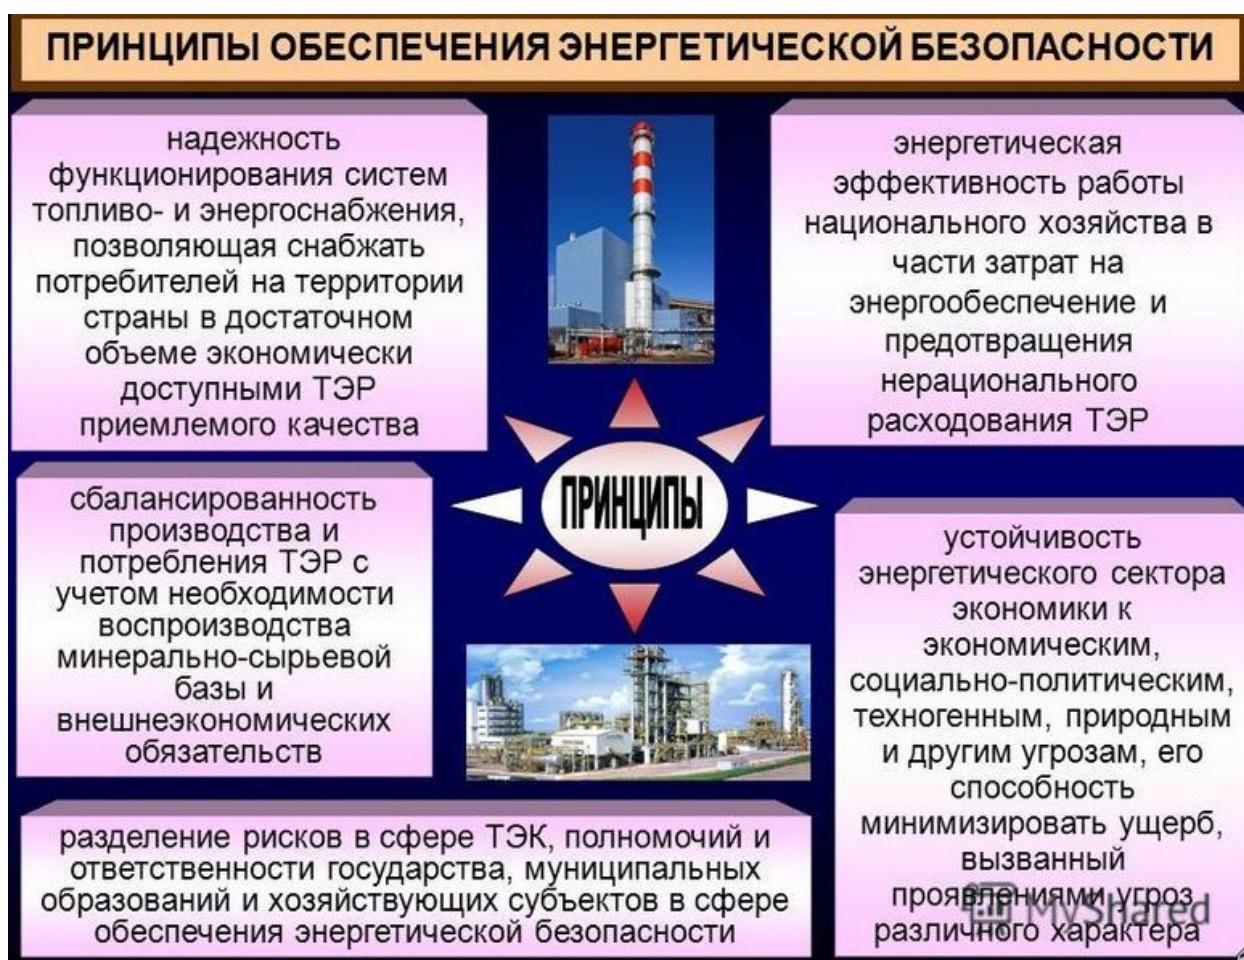 ПРИНЦИПЫ ОБЕСПЕЧЕНИЯ ЭНЕРГЕТИЧЕСКОЙ БЕЗОПАСНОСТИ
надежность
функционирования систем
топливо- и энергоснабжения,
позволяющая снабжать
потребителей на территории
страны в достаточном
объеме экономически
доступными ТЭР
приемлемого качества
энергетическая
эффективность работы
национального хозяйства в
части затрат на
энергообеспечение и
предотвращения
нерационального
расходования ТЭР
ПРИНЦИПЫ
сбалансированность
производства и
потребления ТЭР с
учетом необходимости
воспроизводства
минерально-сырьевой
базы и
внешнеэкономических
обязательств
устойчивость
энергетического сектора
экономики к
экономическим,
социально-политическим,
техногенным, природным
и другим угрозам, его
способность
минимизировать ущерб,
вызванный
проявлениями угроз
различного характера
разделение рисков в сфере ТЭК, полномочий и
ответственности государства, муниципальных
образований и хозяйствующих субъектов в сфере
обеспечения энергетической безопасности
MyShared